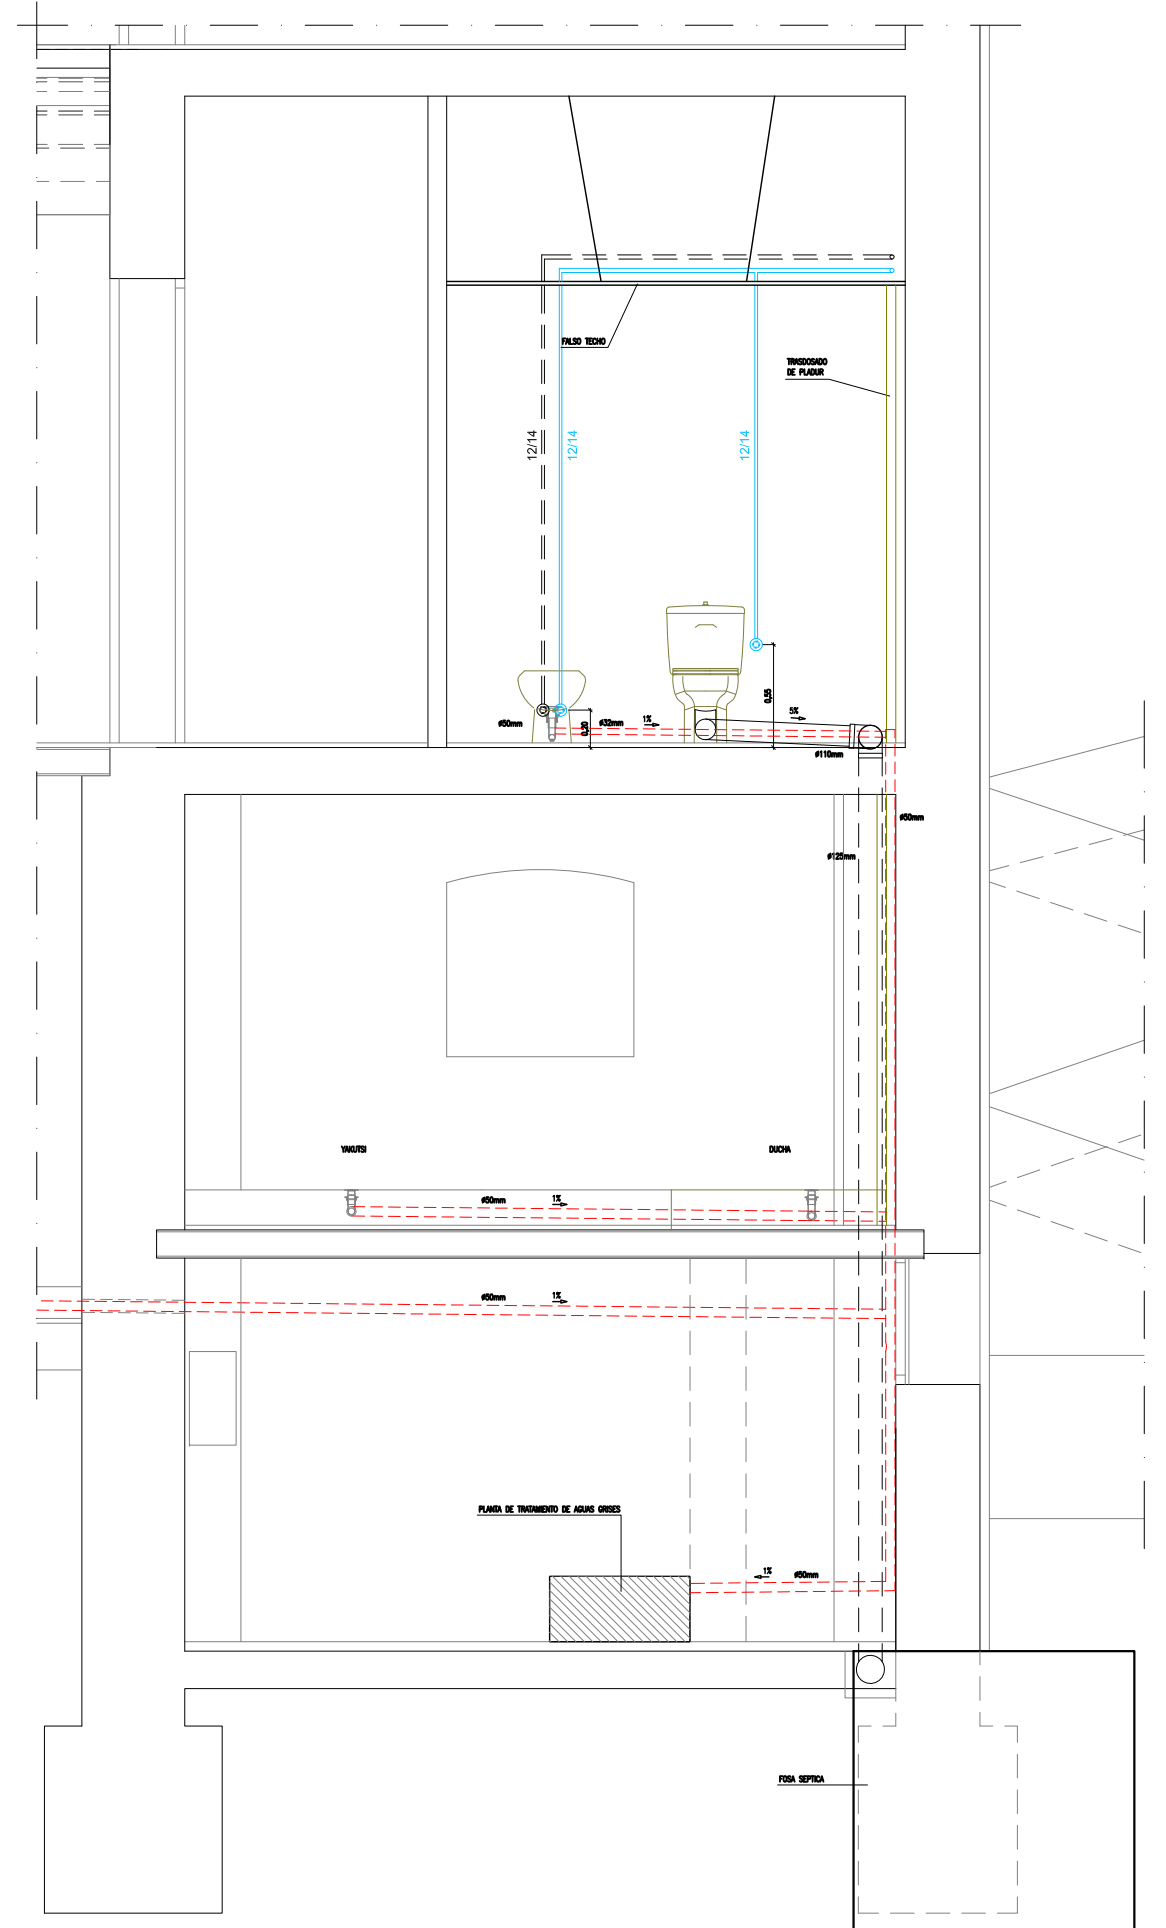 FALSO TECHO
TRASDOSADO
DE PLADUR
12/14
12/14
12/14
0,55
Ø50mm
0,20
Ø32mm
1%
5%
Ø110mm
Ø50mm
Ø125mm
YAKUTSI
DUCHA
Ø50mm
1%
Ø50mm
1%
PLANTA DE TRATAMIENTO DE AGUAS GRISES
1%
Ø50mm
FOSA SEPTICA